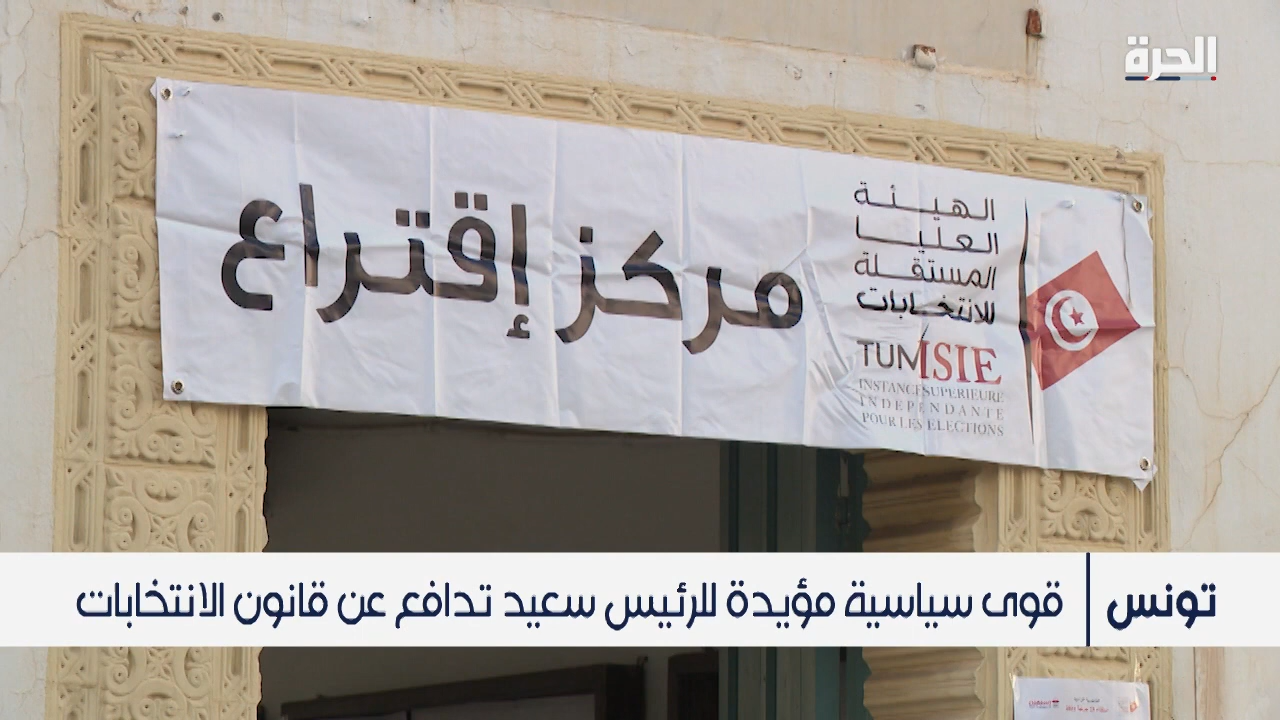 الحرة
مركز إقتراع
الهيئة
العليا
المستقلة
للانتخابات
TUNISIE
INSTANCE SUPERIEURE
INDEPENDANTE
POUR LES ELECTIONS
تونس
قوى سياسية مؤيدة للرئيس سعيد تدافع عن قانون الانتخابات